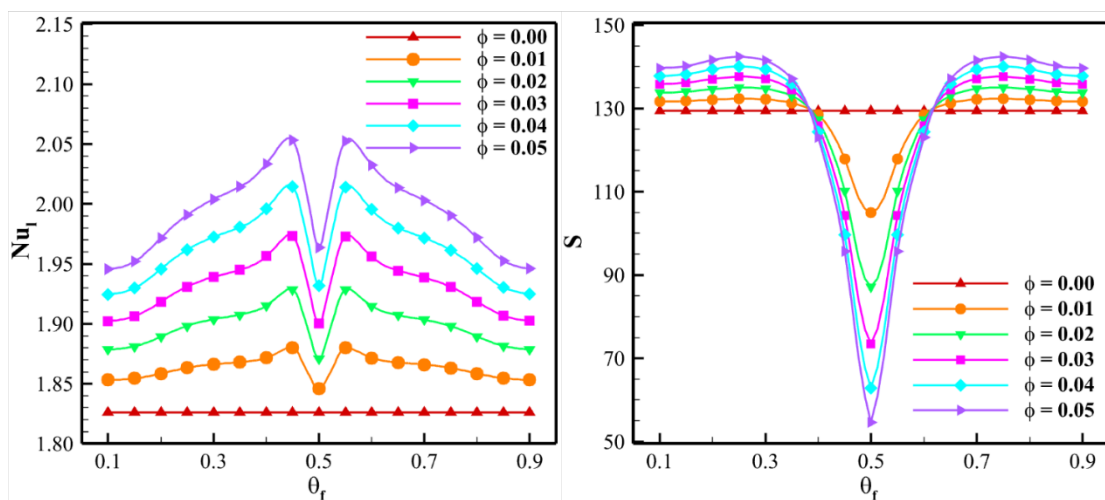 2.15
2.10
2.05
2.00
1.95
1.90
1.85
1.80
Nu_l
0.1 0.3 0.5 0.7 0.9
θ_f
ϕ = 0.00
ϕ = 0.01
ϕ = 0.02
ϕ = 0.03
ϕ = 0.04
ϕ = 0.05
150
130
110
90
70
50
S
0.1 0.3 0.5 0.7 0.9
θ_f
ϕ = 0.00
ϕ = 0.01
ϕ = 0.02
ϕ = 0.03
ϕ = 0.04
ϕ = 0.05